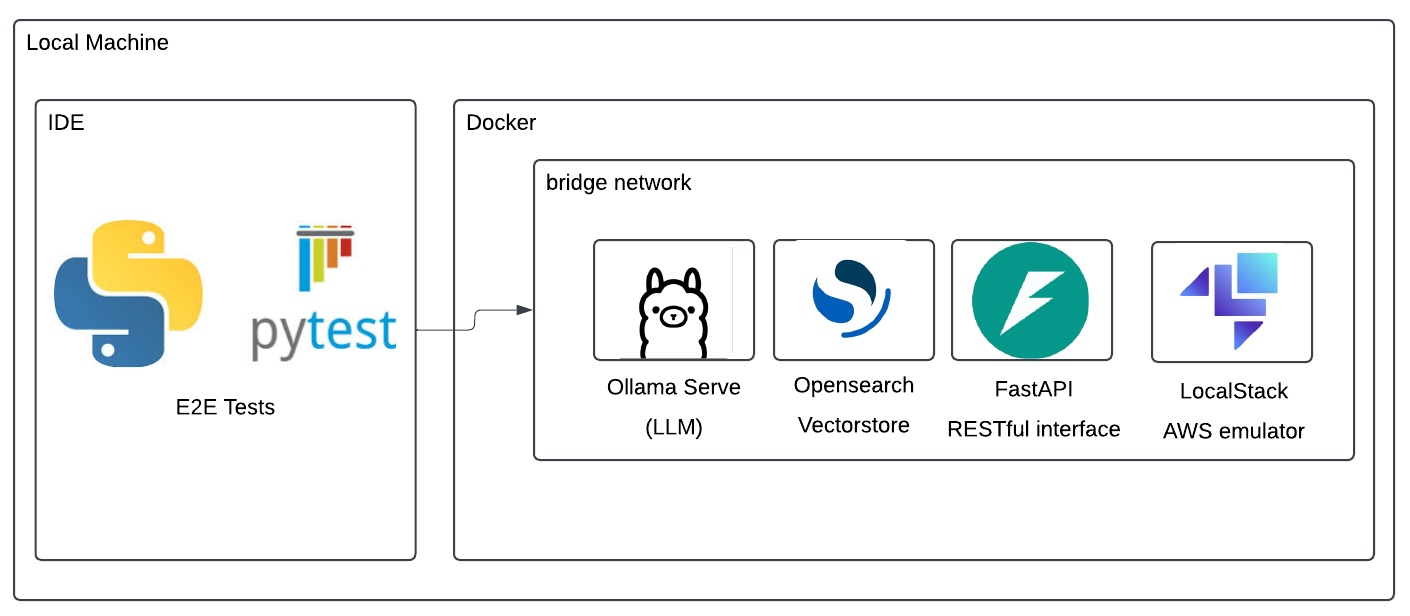 Local Machine
IDE
pytest
E2E Tests
Docker
bridge network
Ollama Serve
(LLM)
Opensearch
Vectorstore
FastAPI
RESTful interface
LocalStack
AWS emulator